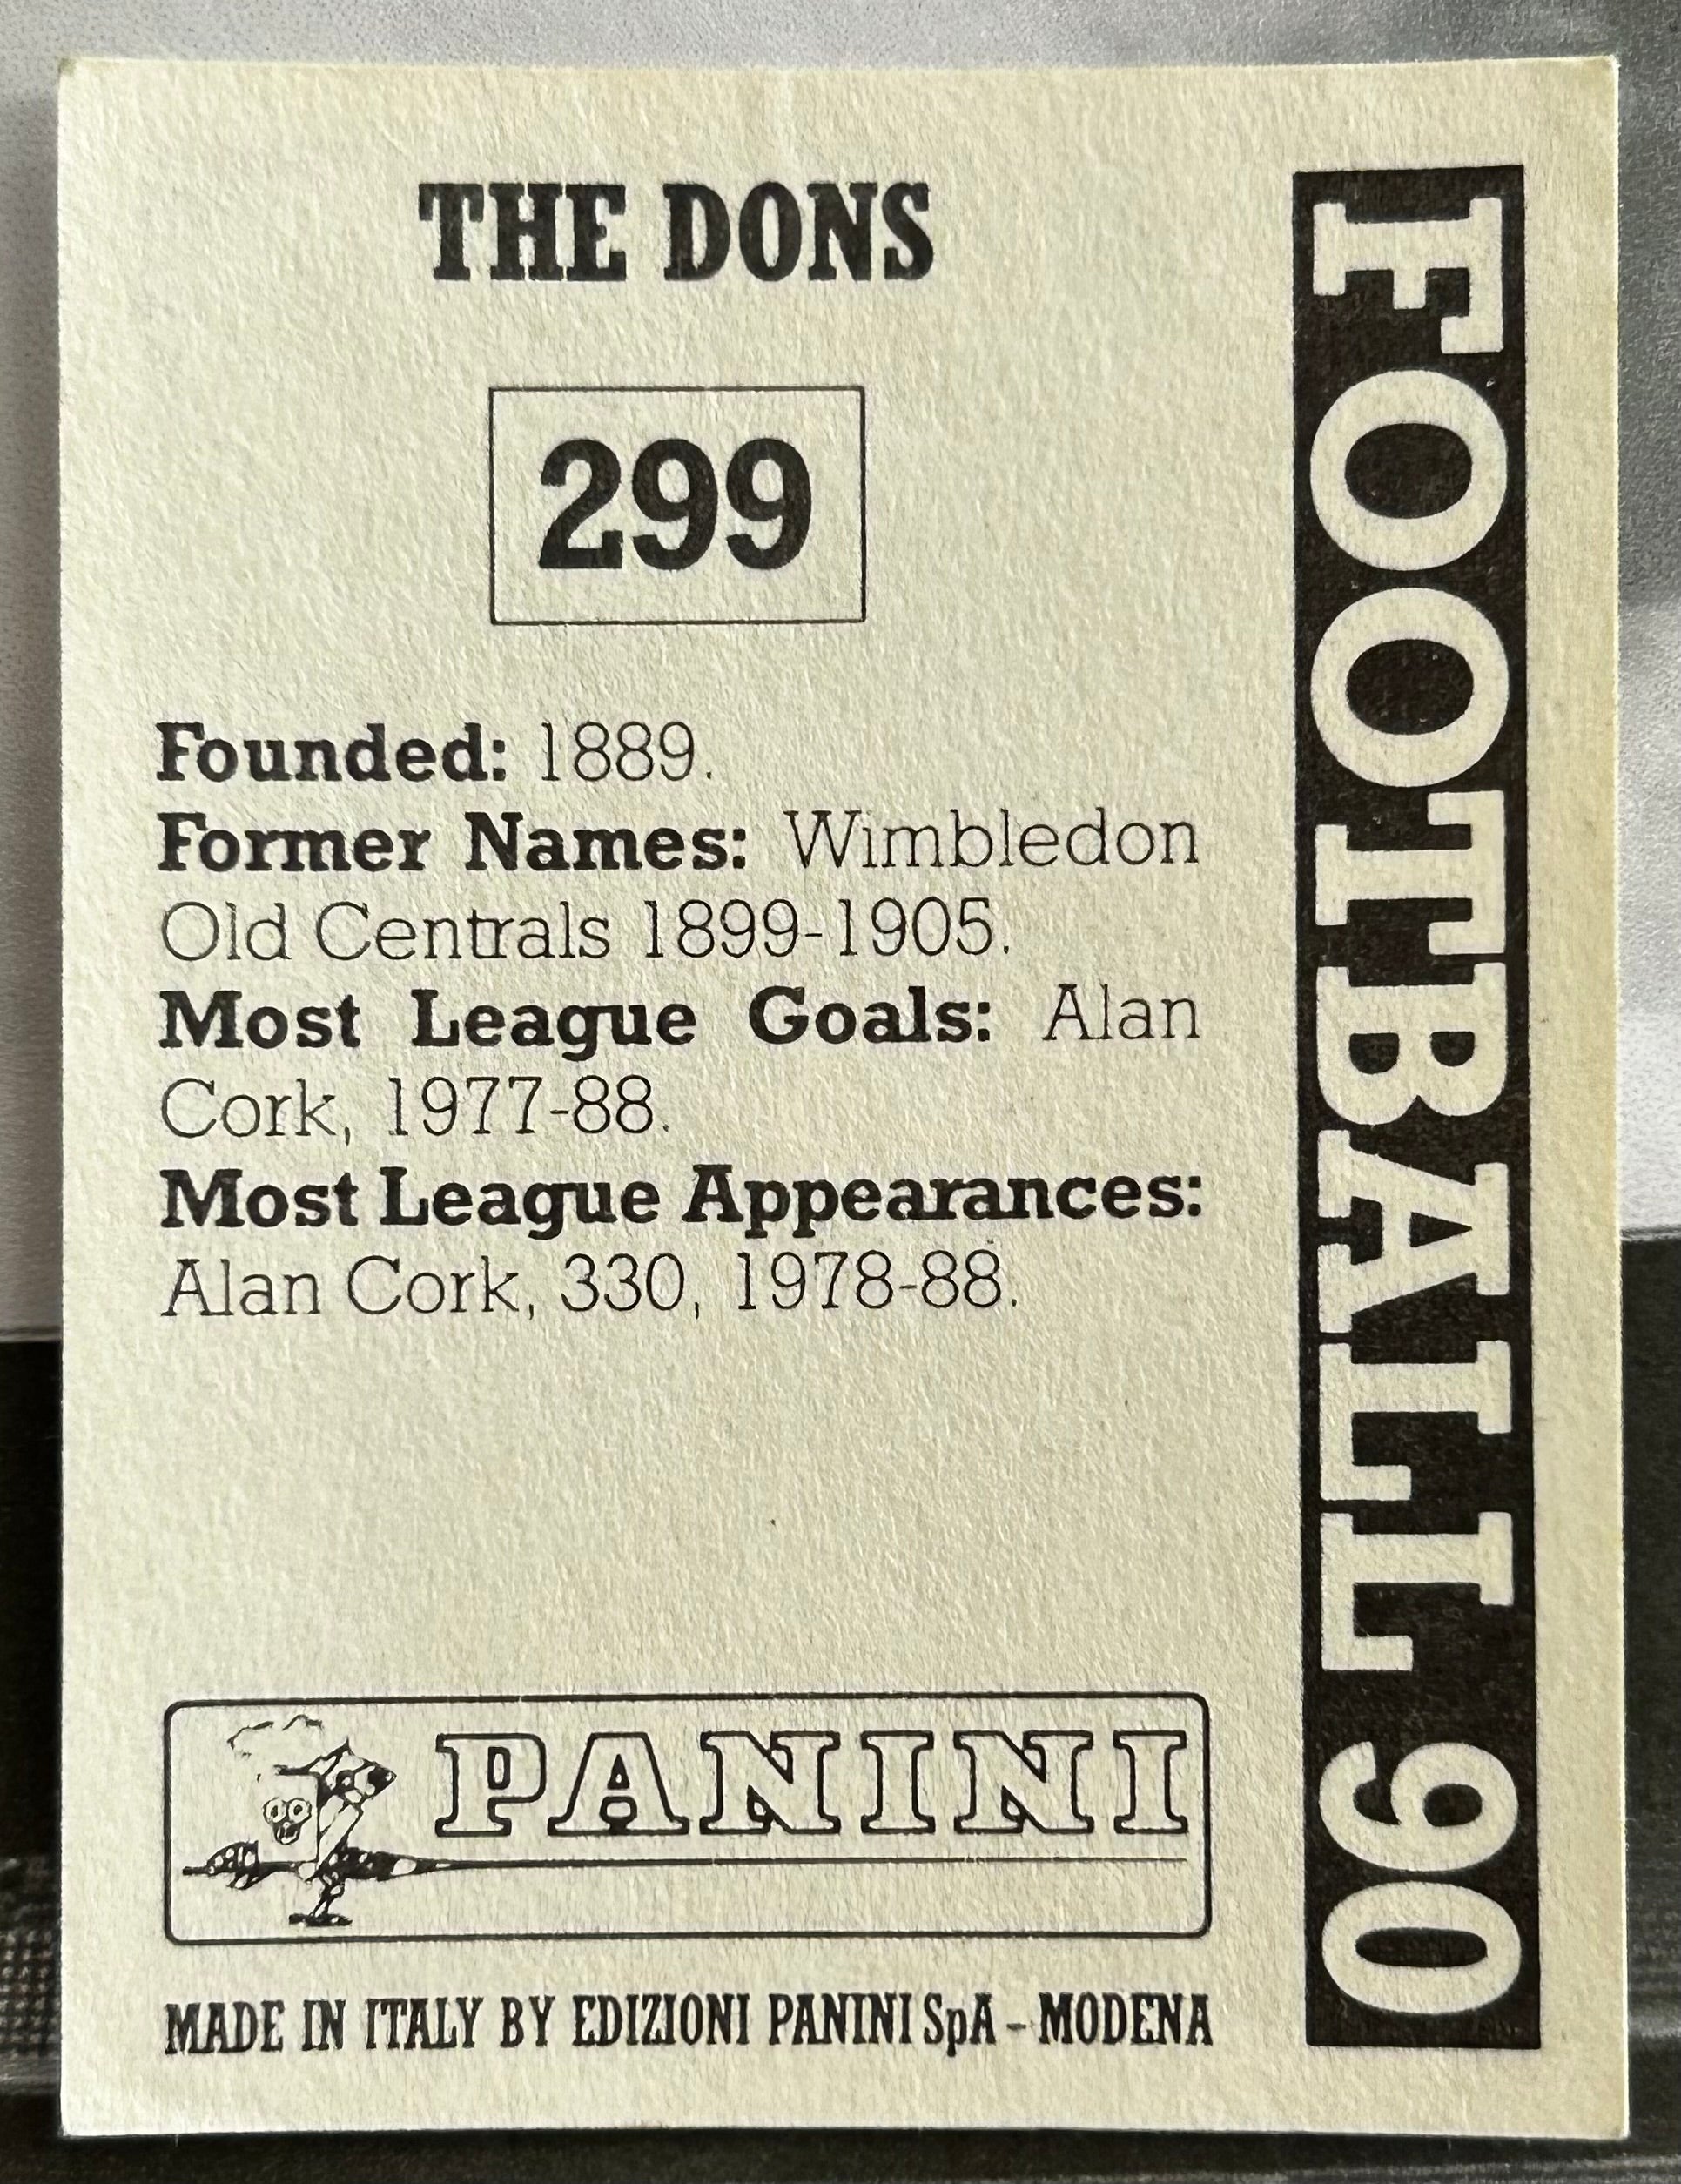 THE DONS
299
Founded: 1889.
Former Names: Wimbledon
Old Centrals 1899-1905.
Most League Goals: Alan
Cork, 1977-88.
Most League Appearances:
Alan Cork, 330, 1978-88.
PANINI
MADE IN ITALY BY EDIZIONI PANINI SpA - MODENA
FOOTBALL 90